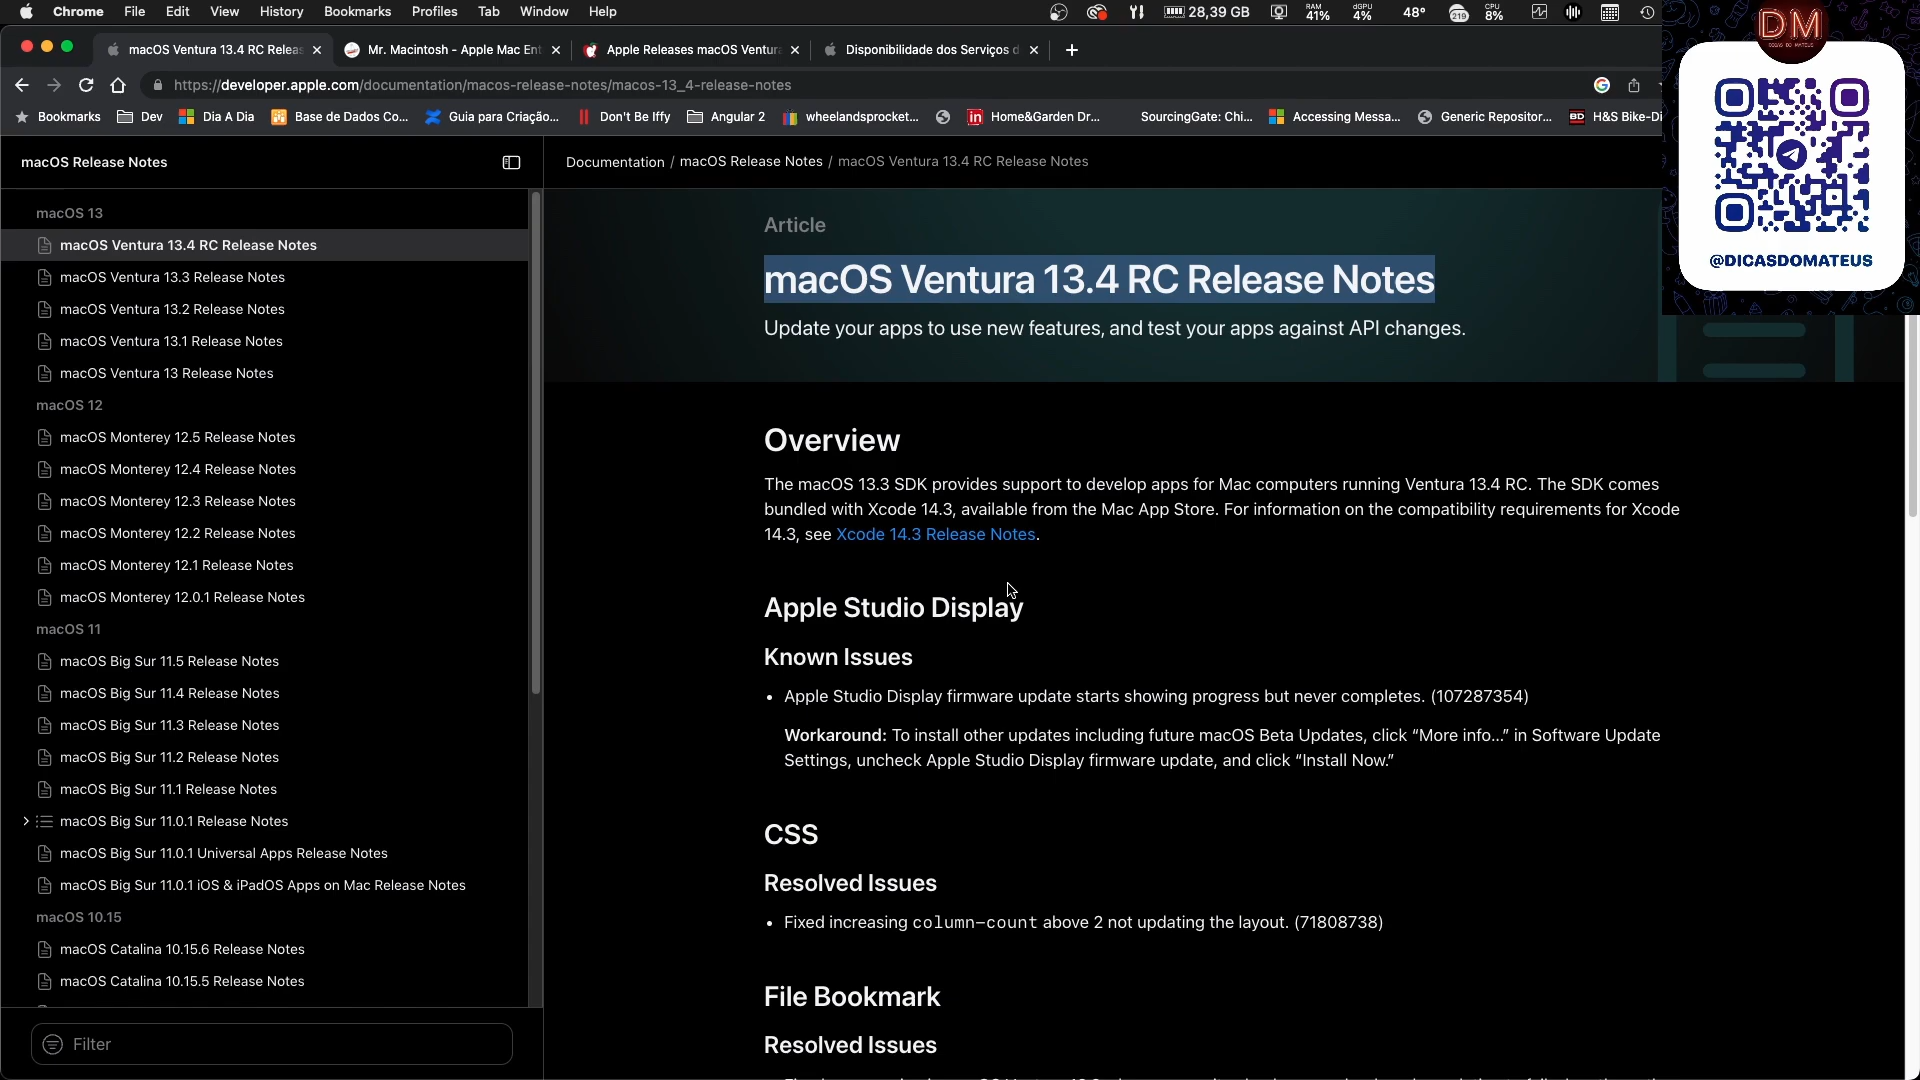 Chrome File Edit View History Bookmarks Profiles Tab Window Help
28,39 GB RAM 41% dGPU 4% 48° 219 CPU 8%
macOS Ventura 13.4 RC Releas
Mr. Macintosh - Apple Mac Ent
Apple Releases macOS Ventura
Disponibilidade dos Serviços d
https://developer.apple.com/documentation/macos-release-notes/macos-13_4-release-notes
Bookmarks Dev Dia A Dia Base de Dados Co... Guia para Criação... Don't Be Iffy Angular 2 wheelandsprocket... Home&Garden Dr... SourcingGate: Chi... Accessing Messa... Generic Repositor... H&S Bike-Di
DM
@DICASDOMATEUS
macOS Release Notes
macOS 13
macOS Ventura 13.4 RC Release Notes
macOS Ventura 13.3 Release Notes
macOS Ventura 13.2 Release Notes
macOS Ventura 13.1 Release Notes
macOS Ventura 13 Release Notes
macOS 12
macOS Monterey 12.5 Release Notes
macOS Monterey 12.4 Release Notes
macOS Monterey 12.3 Release Notes
macOS Monterey 12.2 Release Notes
macOS Monterey 12.1 Release Notes
macOS Monterey 12.0.1 Release Notes
macOS 11
macOS Big Sur 11.5 Release Notes
macOS Big Sur 11.4 Release Notes
macOS Big Sur 11.3 Release Notes
macOS Big Sur 11.2 Release Notes
macOS Big Sur 11.1 Release Notes
macOS Big Sur 11.0.1 Release Notes
macOS Big Sur 11.0.1 Universal Apps Release Notes
macOS Big Sur 11.0.1 iOS & iPadOS Apps on Mac Release Notes
macOS 10.15
macOS Catalina 10.15.6 Release Notes
macOS Catalina 10.15.5 Release Notes
Filter
Documentation / macOS Release Notes / macOS Ventura 13.4 RC Release Notes
Article
macOS Ventura 13.4 RC Release Notes
Update your apps to use new features, and test your apps against API changes.
Overview
The macOS 13.3 SDK provides support to develop apps for Mac computers running Ventura 13.4 RC. The SDK comes
bundled with Xcode 14.3, available from the Mac App Store. For information on the compatibility requirements for Xcode
14.3, see Xcode 14.3 Release Notes.
Apple Studio Display
Known Issues
• Apple Studio Display firmware update starts showing progress but never completes. (107287354)
Workaround: To install other updates including future macOS Beta Updates, click “More info…” in Software Update
Settings, uncheck Apple Studio Display firmware update, and click “Install Now.”
CSS
Resolved Issues
• Fixed increasing column-count above 2 not updating the layout. (71808738)
File Bookmark
Resolved Issues